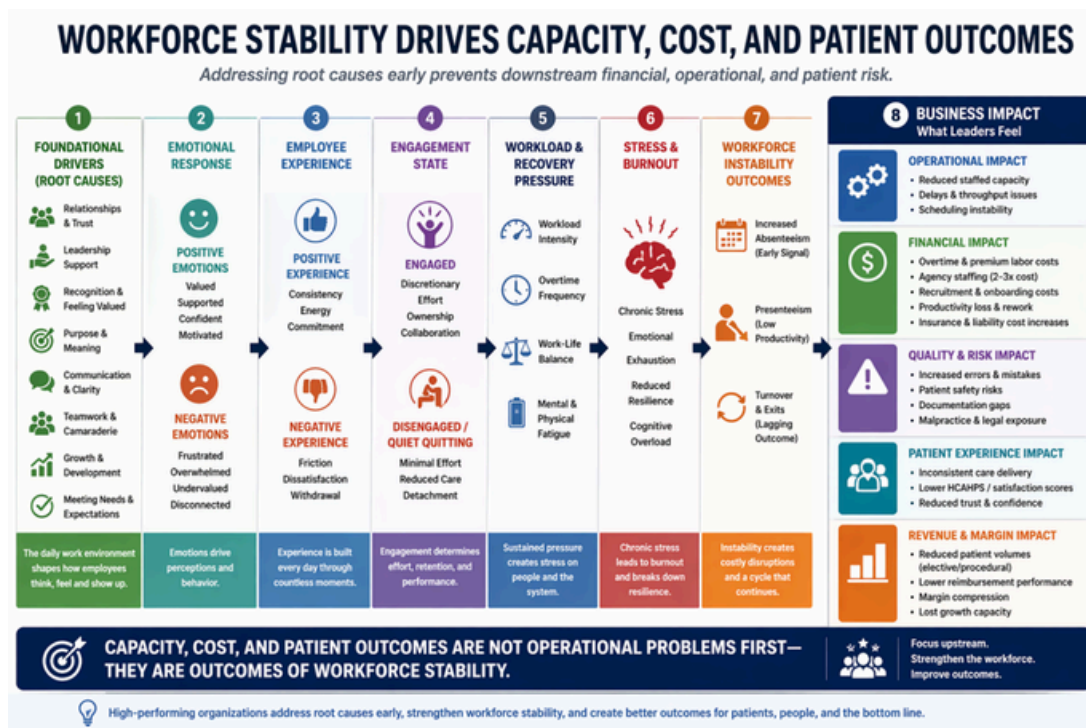 WORKFORCE STABILITY DRIVES CAPACITY, COST, AND PATIENT OUTCOMES
Addressing root causes early prevents downstream financial, operational, and patient risk.
1
FOUNDATIONAL
DRIVERS
(ROOT CAUSES)
Relationships
& Trust
Leadership
Support
Recognition &
Feeling Valued
Purpose &
Meaning
Communication
& Clarity
Teamwork &
Camaraderie
Growth &
Development
Meeting Needs &
Expectations
The daily work environment
shapes how employees
think, feel and show up.
2
EMOTIONAL
RESPONSE
POSITIVE
EMOTIONS
Valued
Supported
Confident
Motivated
NEGATIVE
EMOTIONS
Frustrated
Overwhelmed
Undervalued
Disconnected
Emotions drive
perceptions and
behavior.
3
EMPLOYEE
EXPERIENCE
POSITIVE
EXPERIENCE
Consistency
Energy
Commitment
NEGATIVE
EXPERIENCE
Friction
Dissatisfaction
Withdrawal
Experience is built
every day through
countless moments.
4
ENGAGEMENT
STATE
ENGAGED
Discretionary
Effort
Ownership
Collaboration
DISENGAGED /
QUIET QUITTING
Minimal Effort
Reduced Care
Detachment
Engagement determines
effort, retention, and
performance.
5
WORKLOAD &
RECOVERY
PRESSURE
Workload
Intensity
Overtime
Frequency
Work-Life
Balance
Mental &
Physical
Fatigue
Sustained pressure
creates stress on
people and the
system.
6
STRESS &
BURNOUT
Chronic Stress
Emotional
Exhaustion
Reduced
Resilience
Cognitive
Overload
Chronic stress
leads to burnout
and breaks down
resilience.
7
WORKFORCE
INSTABILITY
OUTCOMES
Increased
Absenteeism
(Early Signal)
Presenteeism
(Low
Productivity)
Turnover
& Exits
(Lagging
Outcome)
Instability creates
costly disruptions
and a cycle that
continues.
8 BUSINESS IMPACT
What Leaders Feel
OPERATIONAL IMPACT
• Reduced staffed capacity
• Delays & throughput issues
• Scheduling instability
$
FINANCIAL IMPACT
• Overtime & premium labor costs
• Agency staffing (2-3x cost)
• Recruitment & onboarding costs
• Productivity loss & rework
• Insurance & liability cost increases
QUALITY & RISK IMPACT
• Increased errors & mistakes
• Patient safety risks
• Documentation gaps
• Malpractice & legal exposure
PATIENT EXPERIENCE IMPACT
• Inconsistent care delivery
• Lower HCAHPS / satisfaction scores
• Reduced trust & confidence
REVENUE & MARGIN IMPACT
• Reduced patient volumes
(elective/procedural)
• Lower reimbursement performance
• Margin compression
• Lost growth capacity
CAPACITY, COST, AND PATIENT OUTCOMES ARE NOT OPERATIONAL PROBLEMS FIRST—
THEY ARE OUTCOMES OF WORKFORCE STABILITY.
Focus upstream.
Strengthen the workforce.
Improve outcomes.
High-performing organizations address root causes early, strengthen workforce stability, and create better outcomes for patients, people, and the bottom line.